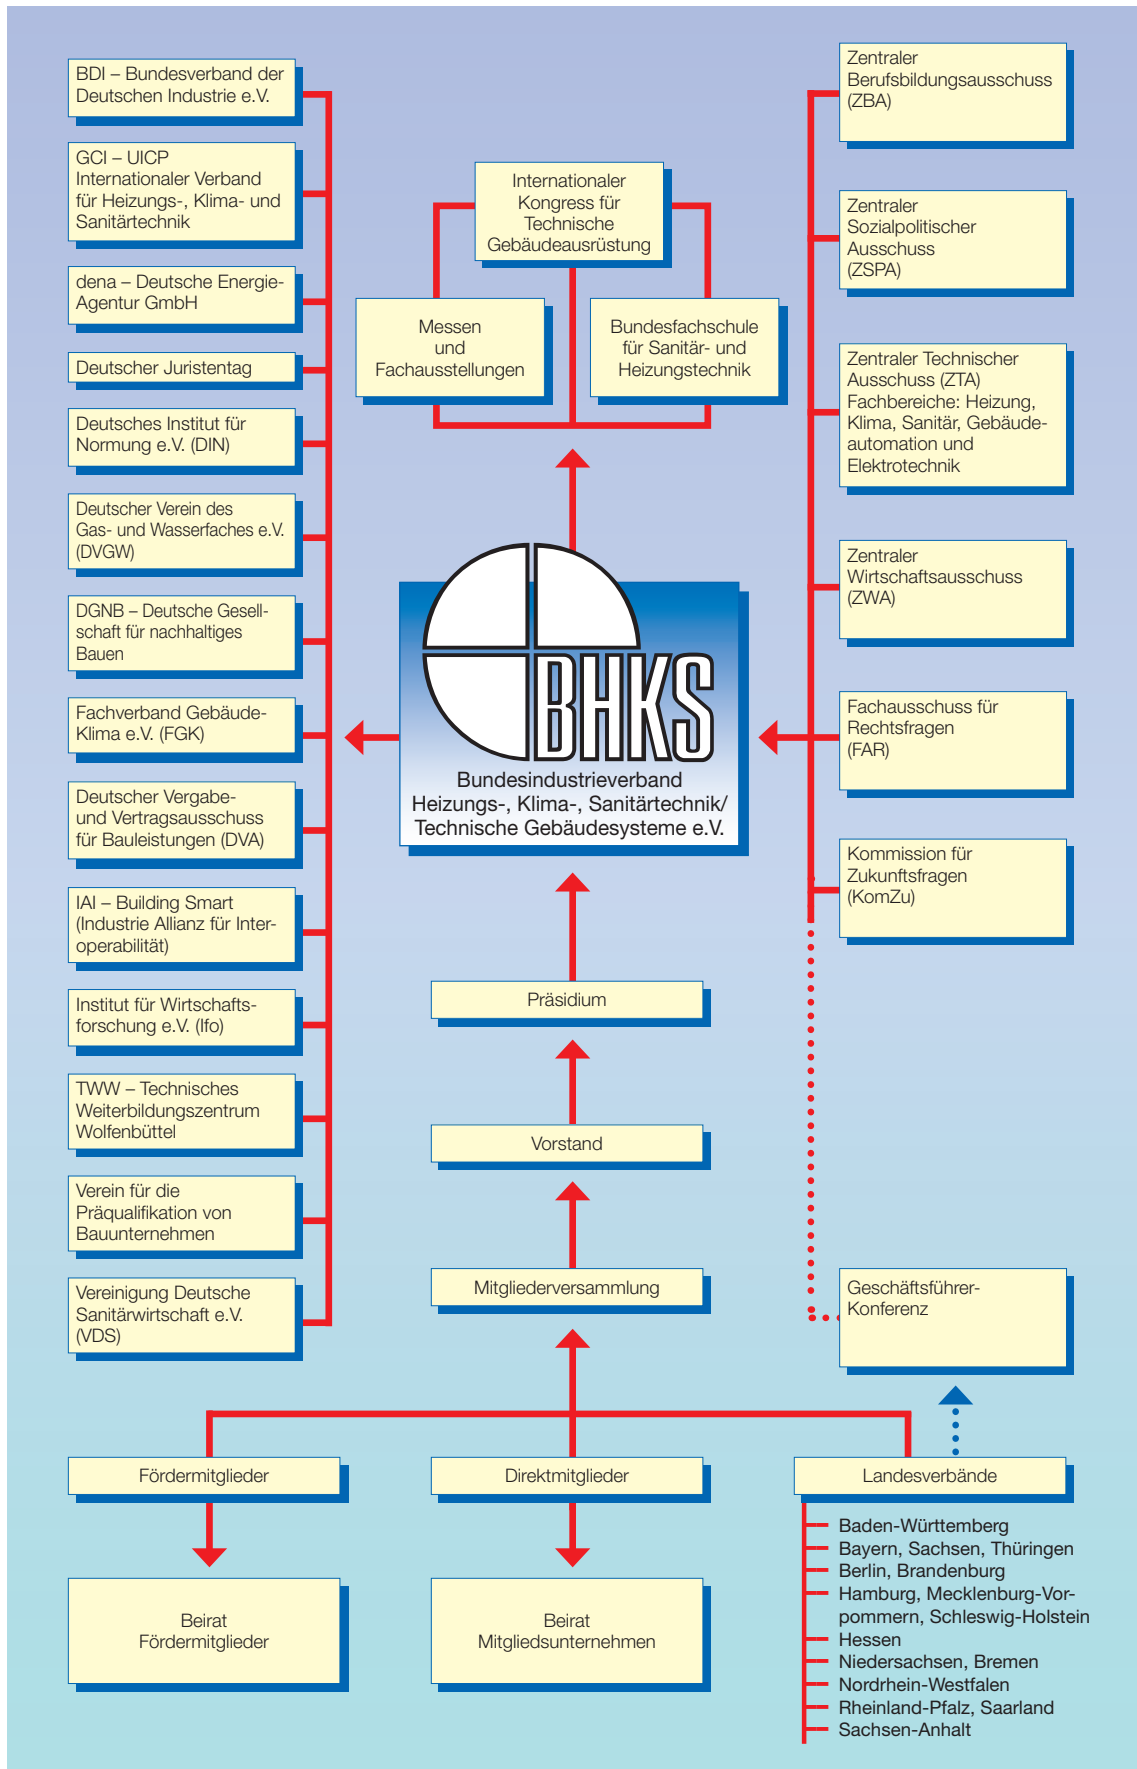 BDI – Bundesverband der
Deutschen Industrie e.V.
GCI – UICP
Internationaler Verband
für Heizungs-, Klima- und
Sanitärtechnik
dena – Deutsche Energie-
Agentur GmbH
Deutscher Juristentag
Deutsches Institut für
Normung e.V. (DIN)
Deutscher Verein des
Gas- und Wasserfaches e.V.
(DVGW)
DGNB – Deutsche Gesell-
schaft für nachhaltiges
Bauen
Fachverband Gebäude-
Klima e.V. (FGK)
Deutscher Vergabe-
und Vertragsausschuss
für Bauleistungen (DVA)
IAI – Building Smart
(Industrie Allianz für Inter-
operabilität)
Institut für Wirtschafts-
forschung e.V. (Ifo)
TWW – Technisches
Weiterbildungszentrum
Wolfenbüttel
Verein für die
Präqualifikation von
Bauunternehmen
Vereinigung Deutsche
Sanitärwirtschaft e.V.
(VDS)
Internationaler
Kongress für
Technische
Gebäudeausrüstung
Messen
und
Fachausstellungen
Bundesfachschule
für Sanitär- und
Heizungstechnik
BHKS
Bundesindustrieverband
Heizungs-, Klima-, Sanitärtechnik/
Technische Gebäudesysteme e.V.
Präsidium
Vorstand
Mitgliederversammlung
Zentraler
Berufsbildungsausschuss
(ZBA)
Zentraler
Sozialpolitischer
Ausschuss
(ZSPA)
Zentraler Technischer
Ausschuss (ZTA)
Fachbereiche: Heizung,
Klima, Sanitär, Gebäude-
automation und
Elektrotechnik
Zentraler
Wirtschaftsausschuss
(ZWA)
Fachausschuss für
Rechtsfragen
(FAR)
Kommission für
Zukunftsfragen
(KomZu)
Geschäftsführer-
Konferenz
Fördermitglieder
Direktmitglieder
Landesverbände
Beirat
Fördermitglieder
Beirat
Mitgliedsunternehmen
Baden-Württemberg
Bayern, Sachsen, Thüringen
Berlin, Brandenburg
Hamburg, Mecklenburg-Vor-
pommern, Schleswig-Holstein
Hessen
Niedersachsen, Bremen
Nordrhein-Westfalen
Rheinland-Pfalz, Saarland
Sachsen-Anhalt